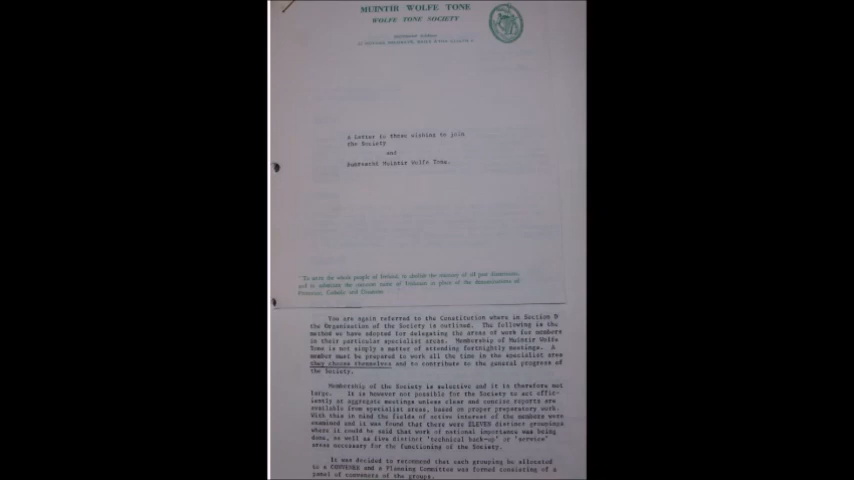 MUINTIR WOLFE TONE
WOLFE TONE SOCIETY
A Letter to those wishing to join
the Society
and
Bunreacht Muintir Wolfe Tone.
"To unite the whole people of Ireland, to abolish the memory of all past dissensions,
and to substitute the common name of Irishman in place of the denominations of
Protestant, Catholic and Dissenter.
You are again referred to the Constitution where in Section D
the Organisation of the Society is outlined. The following is the
method we have adopted for delegating the areas of work for members
in their particular specialist areas. Membership of Muintir Wolfe
Tone is not simply a matter of attending fortnightly meetings. A
member must be prepared to work all the time in the specialist area
they choose themselves and to contribute to the general progress of
the Society.
Membership of the Society is selective and it is therefore not
large. It is however not possible for the Society to act effic-
iently at aggregate meetings unless clear and concise reports are
available from specialist areas, based on proper preparatory work.
With this in mind the fields of active interest of the members were
examined and it was found that there were ELEVEN distinct groupings
where it could be said that work of national importance was being
done, as well as five distinct 'technical back-up' or 'service'
areas necessary for the functioning of the Society.
It was decided to recommend that each grouping be allocated
to a CONVENER and a Planning Committee was formed consisting of a
panel of conveners of the groups.